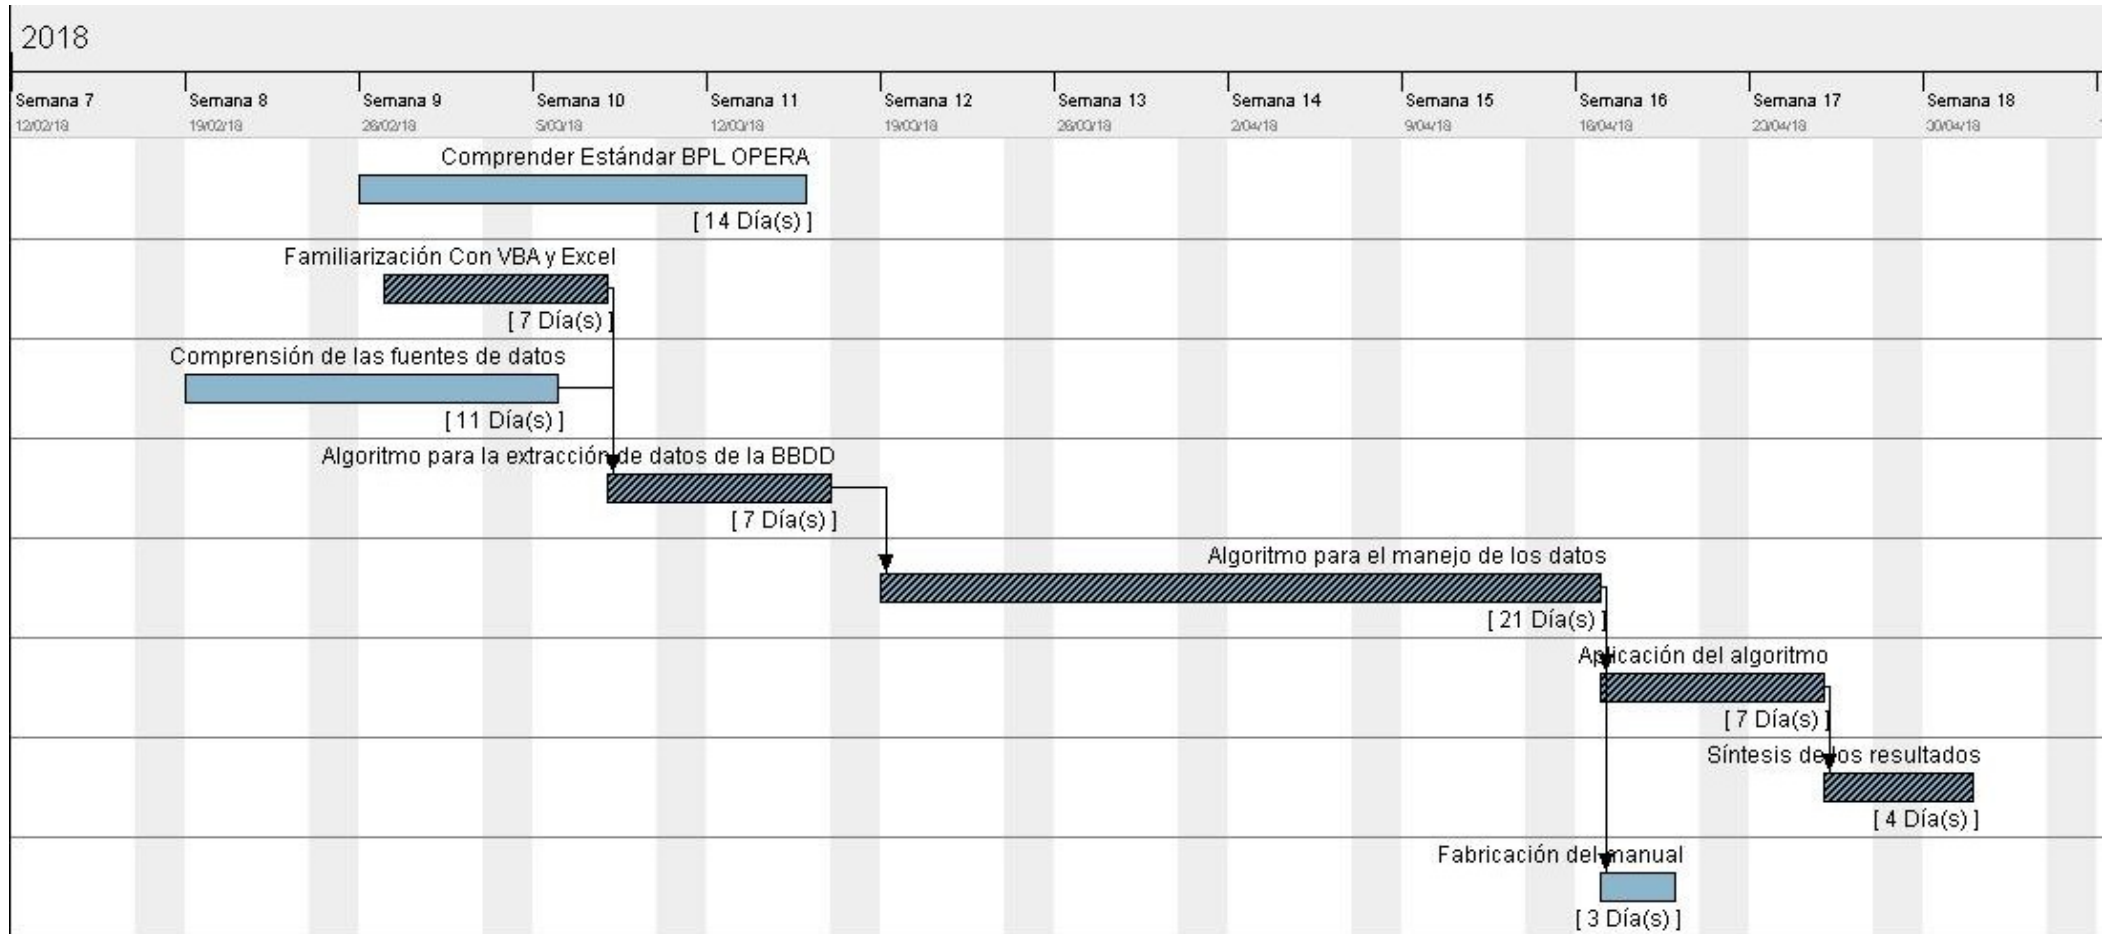 2018
Semana 7 Semana 8 Semana 9 Semana 10 Semana 11 Semana 12 Semana 13 Semana 14 Semana 15 Semana 16 Semana 17 Semana 18
12/02/18 19/02/18 26/02/18 5/03/18 12/03/18 19/03/18 26/03/18 2/04/18 9/04/18 16/04/18 23/04/18 30/04/18
Comprender Estándar BPL OPERA
[ 14 Día(s) ]
Familiarización Con VBA y Excel
[ 7 Día(s) ]
Comprensión de las fuentes de datos
[ 11 Día(s) ]
Algoritmo para la extracción de datos de la BBDD
[ 7 Día(s) ]
Algoritmo para el manejo de los datos
[ 21 Día(s) ]
Aplicación del algoritmo
[ 7 Día(s) ]
Síntesis de los resultados
[ 4 Día(s) ]
Fabricación del manual
[ 3 Día(s) ]